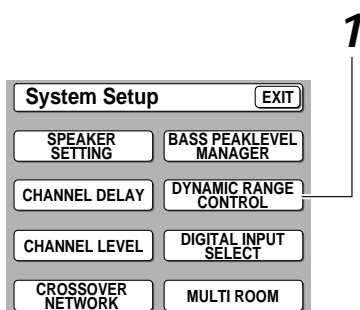 1
System Setup
EXIT
SPEAKER
SETTING
BASS PEAKLEVEL
MANAGER
CHANNEL DELAY
DYNAMIC RANGE
CONTROL
CHANNEL LEVEL
DIGITAL INPUT
SELECT
CROSSOVER
NETWORK
MULTI ROOM